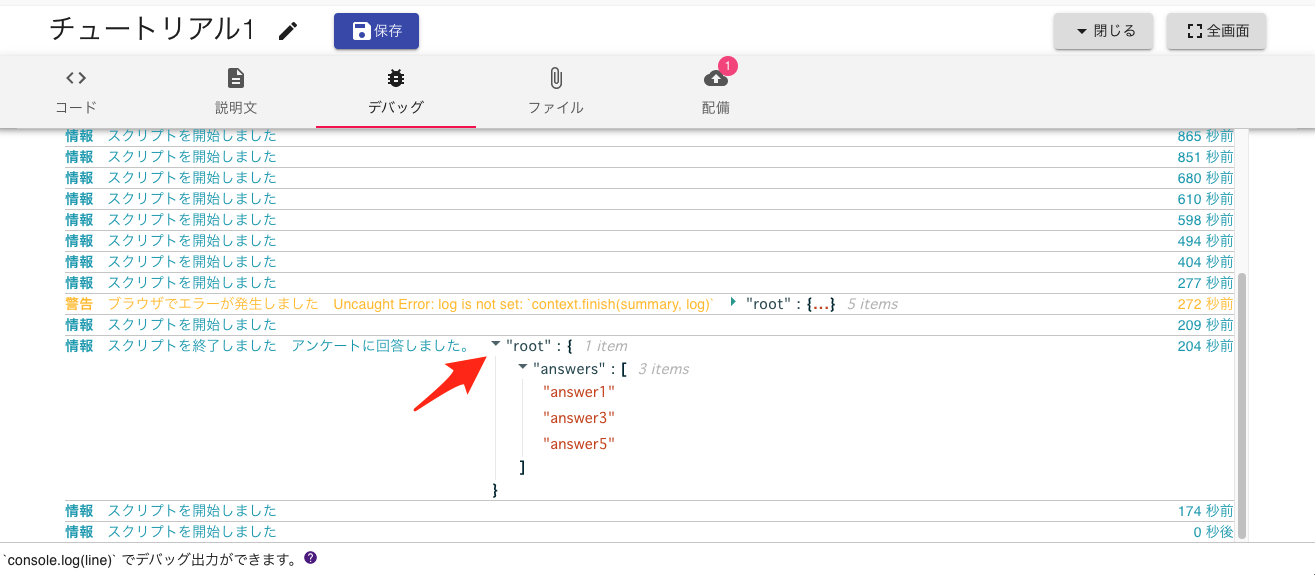 チュートリアル1 保存 閉じる 全画面
コード 説明文 デバッグ ファイル 1 配備
情報 スクリプトを開始しました 865 秒前
情報 スクリプトを開始しました 851 秒前
情報 スクリプトを開始しました 680 秒前
情報 スクリプトを開始しました 610 秒前
情報 スクリプトを開始しました 598 秒前
情報 スクリプトを開始しました 494 秒前
情報 スクリプトを開始しました 404 秒前
情報 スクリプトを開始しました 277 秒前
警告 ブラウザでエラーが発生しました Uncaught Error: log is not set: `context.finish(summary, log)` "root" : {...} 5 items 272 秒前
情報 スクリプトを開始しました 209 秒前
情報 スクリプトを終了しました アンケートに回答しました。 "root" : { 1 item 204 秒前
"answers" : [ 3 items
"answer1"
"answer3"
"answer5"
]
}
情報 スクリプトを開始しました 174 秒前
情報 スクリプトを開始しました 0 秒後
`console.log(line)` でデバッグ出力ができます。 ?